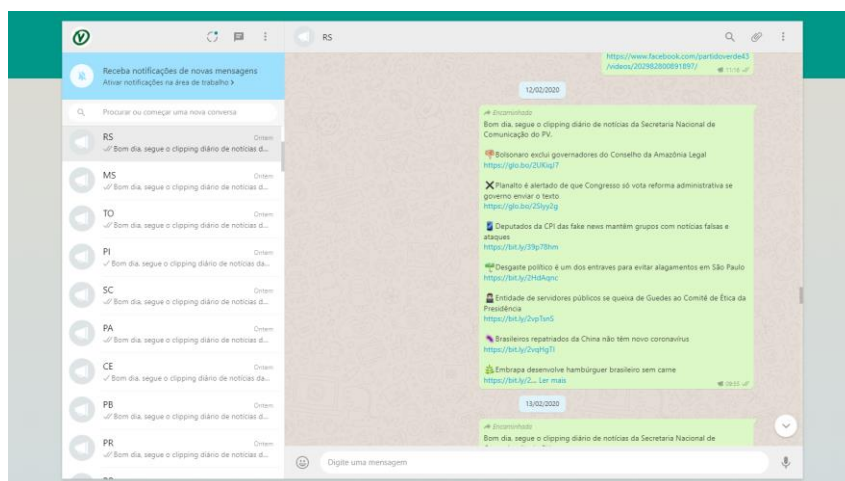 RS
Receba notificações de novas mensagens
Ativar notificações na área de trabalho >
Procurar ou começar uma nova conversa
RS
Ontem
Bom dia, segue o clipping diário de notícias d...
MS
Ontem
Bom dia, segue o clipping diário de notícias d...
TO
Ontem
Bom dia, segue o clipping diário de notícias d...
PI
Ontem
Bom dia, segue o clipping diário de notícias da...
SC
Ontem
Bom dia, segue o clipping diário de notícias d...
PA
Ontem
Bom dia, segue o clipping diário de notícias d...
CE
Ontem
Bom dia, segue o clipping diário de notícias da...
PB
Ontem
Bom dia, segue o clipping diário de notícias d...
PR
Ontem
Bom dia, segue o clipping diário de notícias d...
https://www.facebook.com/partidoverde43
/videos/202982800891897/
11:18
12/02/2020
Encaminhada
Bom dia, segue o clipping diário de notícias da Secretaria Nacional de
Comunicação do PV.
Bolsonaro exclui governadores do Conselho da Amazônia Legal
https://glo.bo/2UKiqJ7
Planalto é alertado de que Congresso só vota reforma administrativa se
governo enviar o texto
https://glo.bo/2Slyy2g
Deputados da CPI das fake news mantêm grupos com notícias falsas e
ataques
https://bit.ly/39p78hm
Desgaste político é um dos entraves para evitar alagamentos em São Paulo
https://bit.ly/2HdAqnc
Entidade de servidores públicos se queixa de Guedes ao Comitê de Ética da
Presidência
https://bit.ly/2vpTsnS
Brasileiros repatriados da China não têm novo coronavírus
https://bit.ly/2vqHgTl
Embrapa desenvolve hambúrguer brasileiro sem carne
https://bit.ly/2... Ler mais
13/02/2020
Encaminhada
Bom dia, segue o clipping diário de notícias da Secretaria Nacional de
Digite uma mensagem